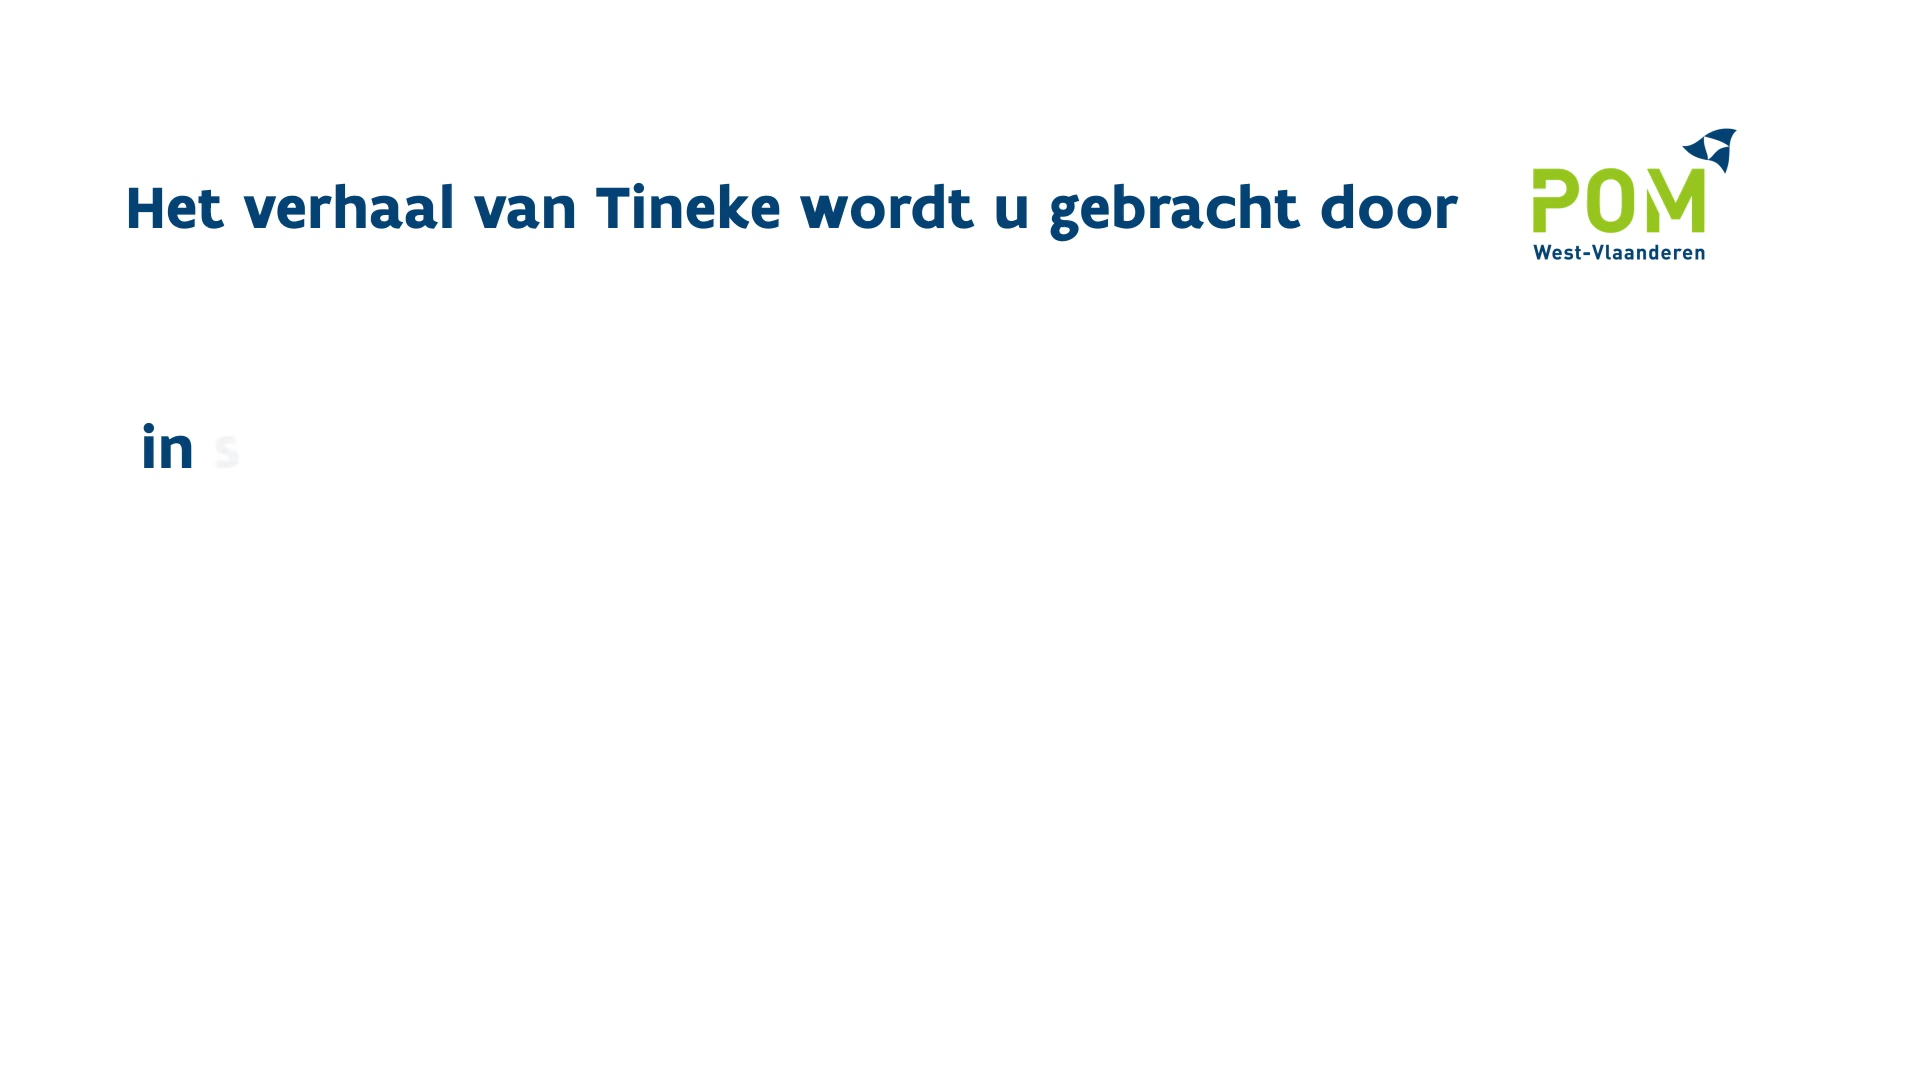 Het verhaal van Tineke wordt u gebracht door
POM
West-Vlaanderen
in s